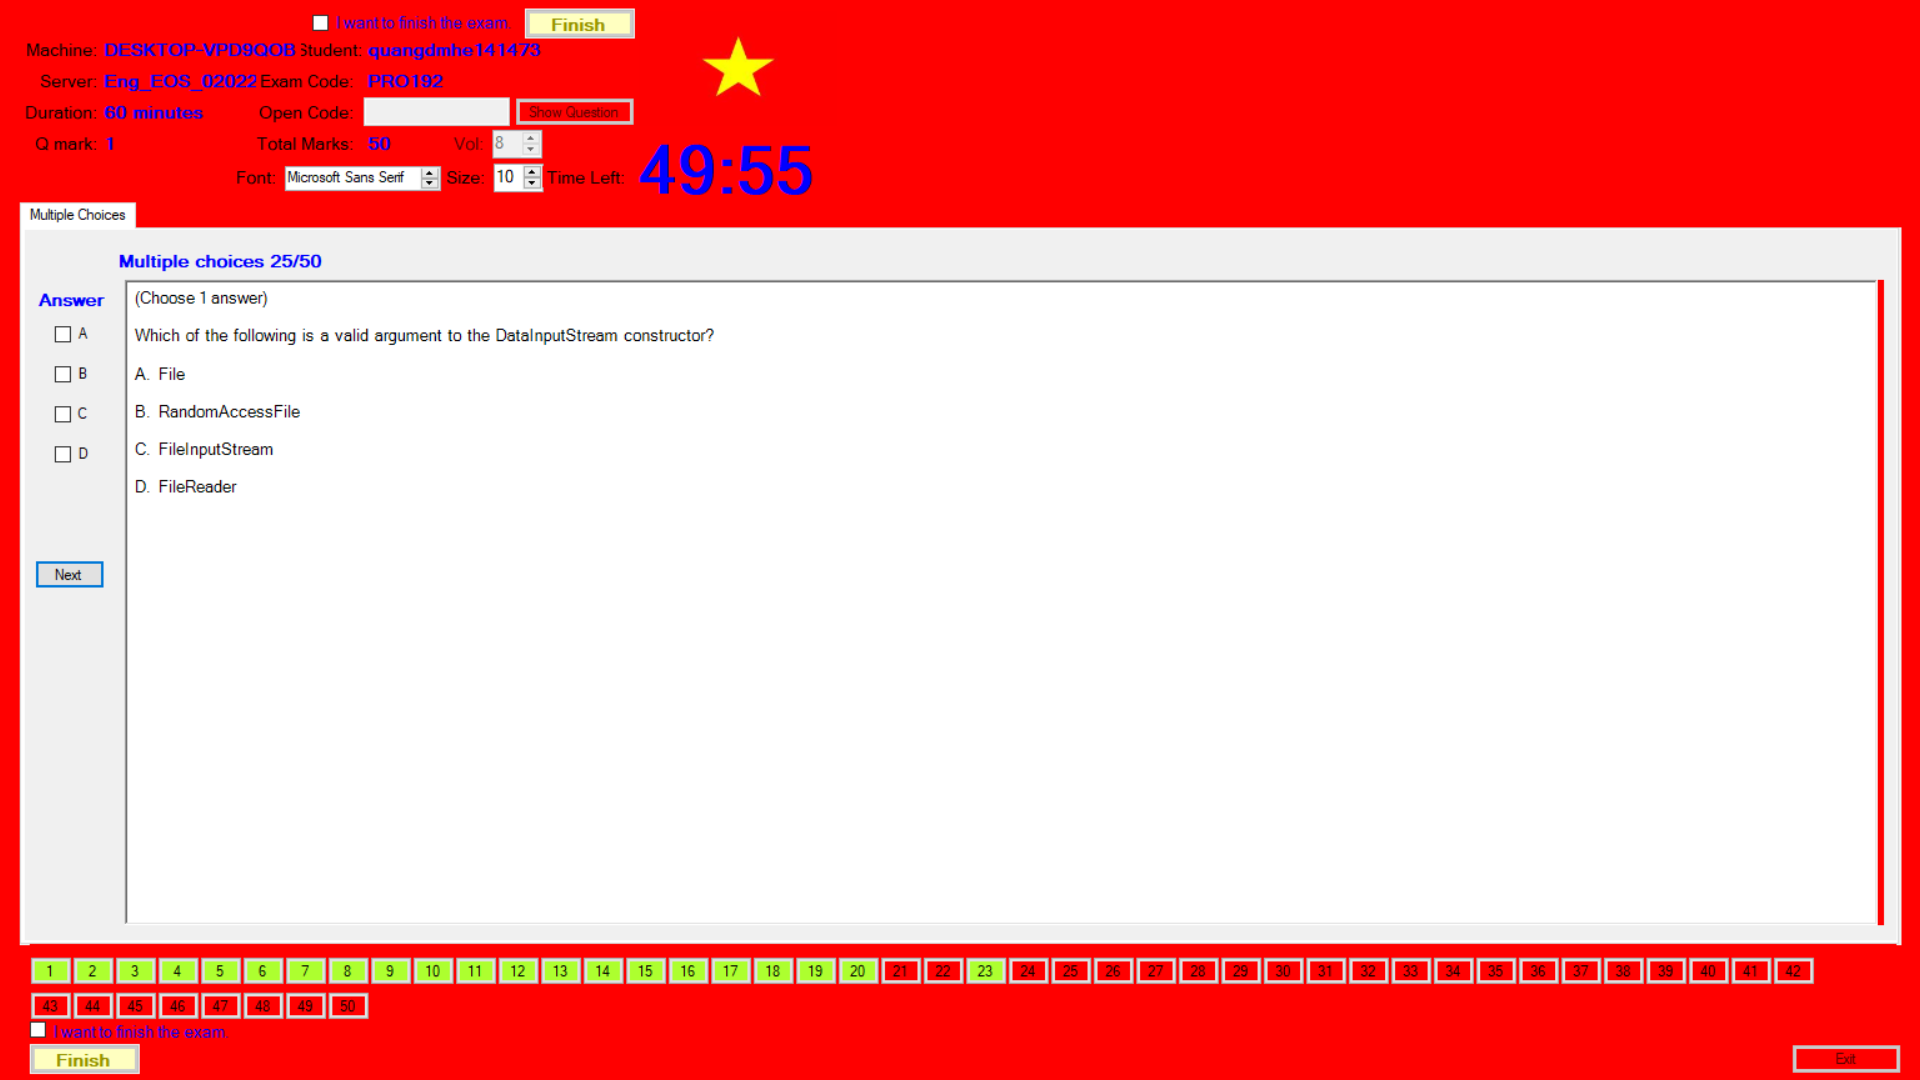 I want to finish the exam.
Finish
Machine: DESKTOP-VPD9QOB Student: quangdmhe141473
Server: Eng_EOS_02022 Exam Code: PRO192
Duration: 60 minutes Open Code: Show Question
Q mark: 1 Total Marks: 50 Vol: 8
Font: Microsoft Sans Serif Size: 10 Time Left: 49:55
Multiple Choices
Multiple choices 25/50
Answer
A
B
C
D
Next
(Choose 1 answer)
Which of the following is a valid argument to the DataInputStream constructor?
A. File
B. RandomAccessFile
C. FileInputStream
D. FileReader
1 2 3 4 5 6 7 8 9 10 11 12 13 14 15 16 17 18 19 20 21 22 23 24 25 26 27 28 29 30 31 32 33 34 35 36 37 38 39 40 41 42
43 44 45 46 47 48 49 50
I want to finish the exam.
Finish
Exit